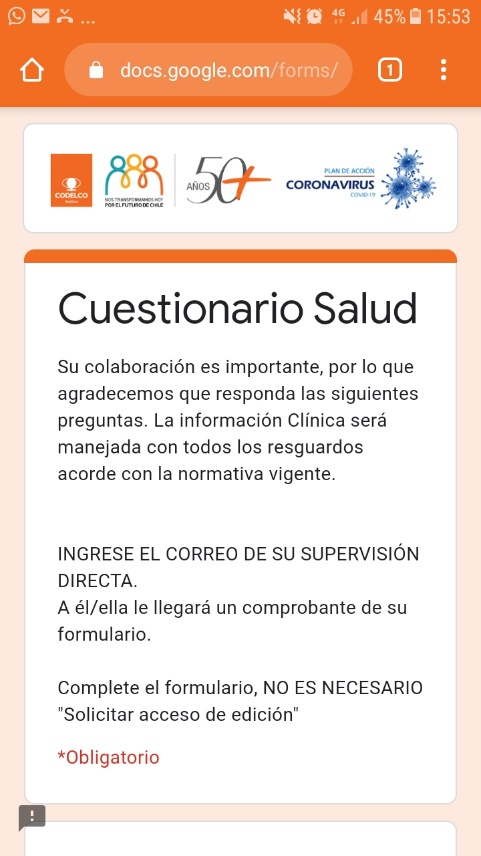 4G
45%
15:53
docs.google.com/forms/
1
CODELCO
NOS TRANSFORMAMOS HOY
POR EL FUTURO DE CHILE
AÑOS 50+
PLAN DE ACCIÓN
CORONAVIRUS
COVID-19
Cuestionario Salud
Su colaboración es importante, por lo que
agradecemos que responda las siguientes
preguntas. La información Clínica será
manejada con todos los resguardos
acorde con la normativa vigente.
INGRESE EL CORREO DE SU SUPERVISIÓN
DIRECTA.
A él/ella le llegará un comprobante de su
formulario.
Complete el formulario, NO ES NECESARIO
"Solicitar acceso de edición"
*Obligatorio